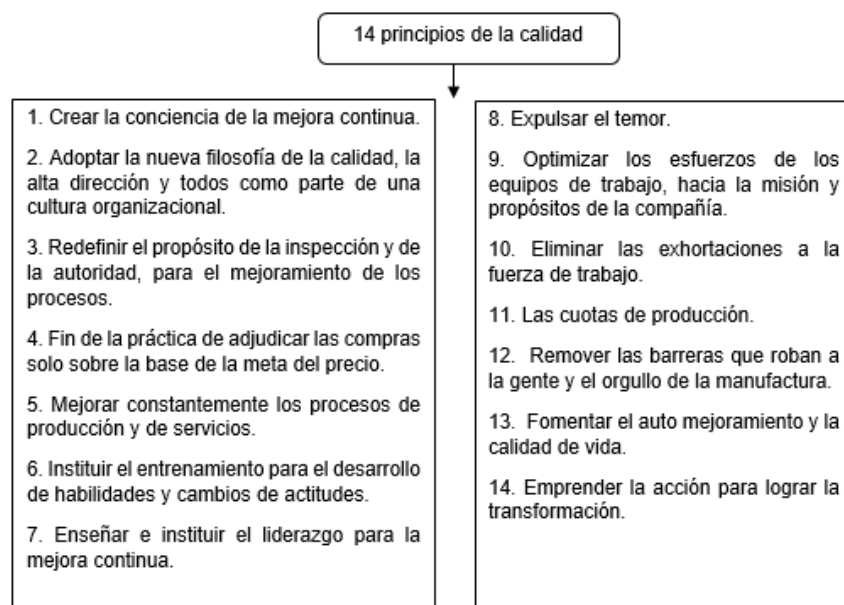 14 principios de la calidad
1. Crear la conciencia de la mejora continua.
2. Adoptar la nueva filosofía de la calidad, la
alta dirección y todos como parte de una
cultura organizacional.
3. Redefinir el propósito de la inspección y de
la autoridad, para el mejoramiento de los
procesos.
4. Fin de la práctica de adjudicar las compras
solo sobre la base de la meta del precio.
5. Mejorar constantemente los procesos de
producción y de servicios.
6. Instituir el entrenamiento para el desarrollo
de habilidades y cambios de actitudes.
7. Enseñar e instituir el liderazgo para la
mejora continua.
8. Expulsar el temor.
9. Optimizar los esfuerzos de los
equipos de trabajo, hacia la misión y
propósitos de la compañía.
10. Eliminar las exhortaciones a la
fuerza de trabajo.
11. Las cuotas de producción.
12. Remover las barreras que roban a
la gente y el orgullo de la manufactura.
13. Fomentar el auto mejoramiento y la
calidad de vida.
14. Emprender la acción para lograr la
transformación.